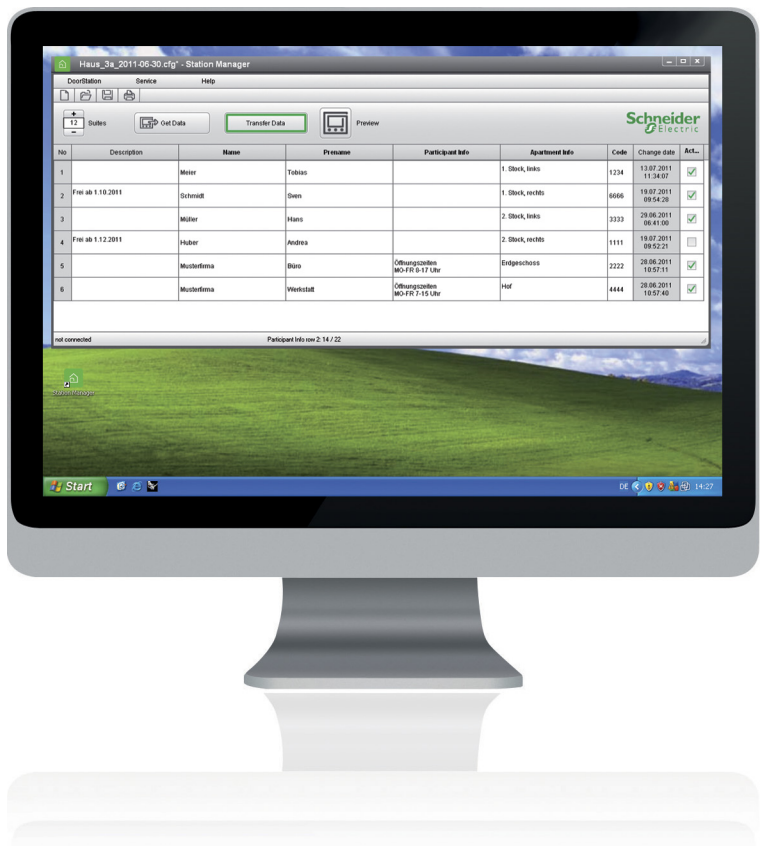 Haus_3a_2011-06-30.cfg* - Station Manager
DoorStation Service Help
+
12 Suites Get Data Transfer Data Preview
−
Schneider
Electric
No Description Name Prename Participant Info Apartment Info Code Change date Act...
1 Meier Tobias 1. Stock, links 1234 13.07.2011
11:34:07
2 Frei ab 1.10.2011 Schmidt Sven 1. Stock, rechts 6666 19.07.2011
09:54:28
3 Müller Hans 2. Stock, links 3333 29.06.2011
06:41:00
4 Frei ab 1.12.2011 Huber Andrea 2. Stock, rechts 1111 19.07.2011
09:52:21
5 Musterfirma Büro Öffnungszeiten Erdgeschoss 2222 28.06.2011
MO-FR 8-17 Uhr 10:57:11
6 Musterfirma Werkstatt Öffnungszeiten Hof 4444 28.06.2011
MO-FR 7-15 Uhr 10:57:40
not connected Participant Info row 2: 14 / 22
Station Manager
Start DE 14:27